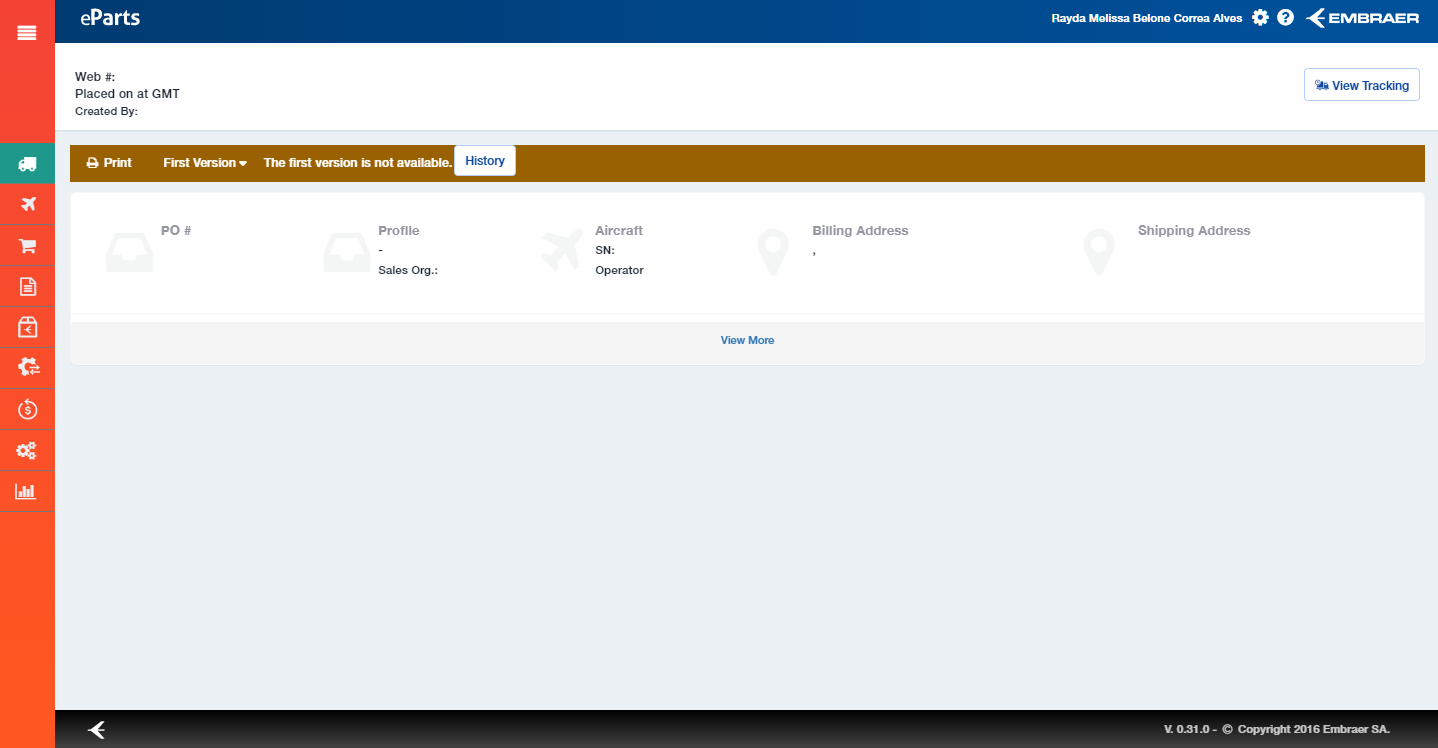 eParts
Rayda Melissa Belone Correa Alves
EMBRAER
Web #:
Placed on at GMT
Created By:
View Tracking
Print
First Version
The first version is not available.
History
PO #
Profile
-
Sales Org.:
Aircraft
SN:
Operator
Billing Address
,
Shipping Address
View More
V. 0.31.0 - © Copyright 2016 Embraer SA.